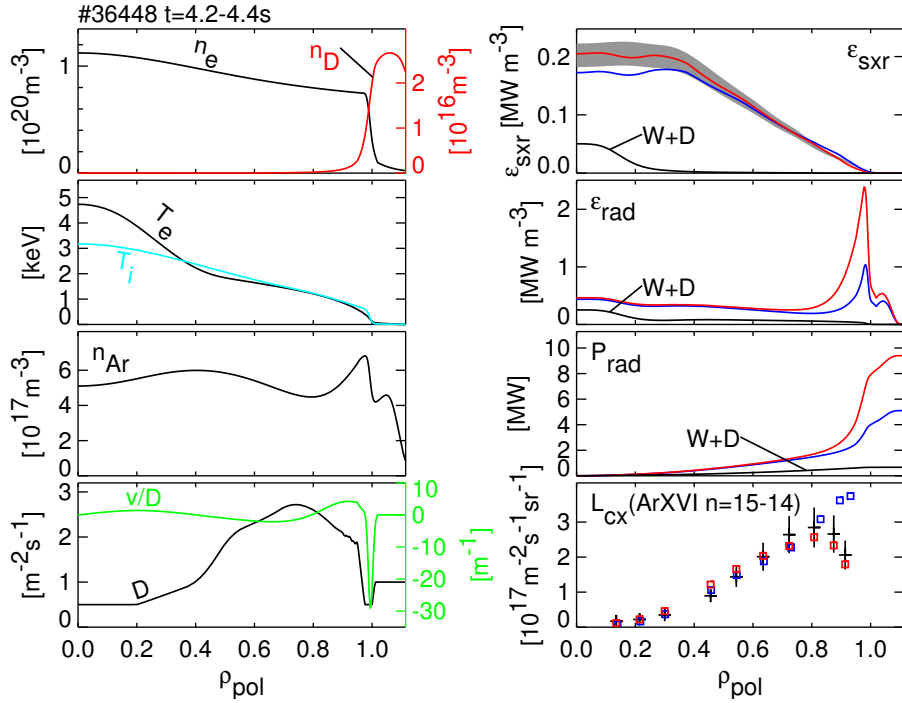 #36448 t=4.2-4.4s
n_e
n_D
[10^20 m^-3]
[10^16 m^-3]
0
1
0
1
2
T_e
T_i
[keV]
0
1
2
3
4
5
n_Ar
[10^17 m^-3]
0
2
4
6
v/D
D
[m^-2 s^-1]
[m^-1]
0
1
2
3
10
0
-10
-20
-30
0.0 0.2 0.4 0.6 0.8 1.0
ρ_pol
ε_sxr
W+D
ε_sxr [MW m^-3]
0.0
0.1
0.2
ε_rad
W+D
[MW m^-3]
0
1
2
P_rad
W+D
[MW]
0
2
4
6
8
10
L_cx (ArXVI n=15-14)
[10^17 m^-2 s^-1 sr^-1]
0
1
2
3
0.0 0.2 0.4 0.6 0.8 1.0
ρ_pol